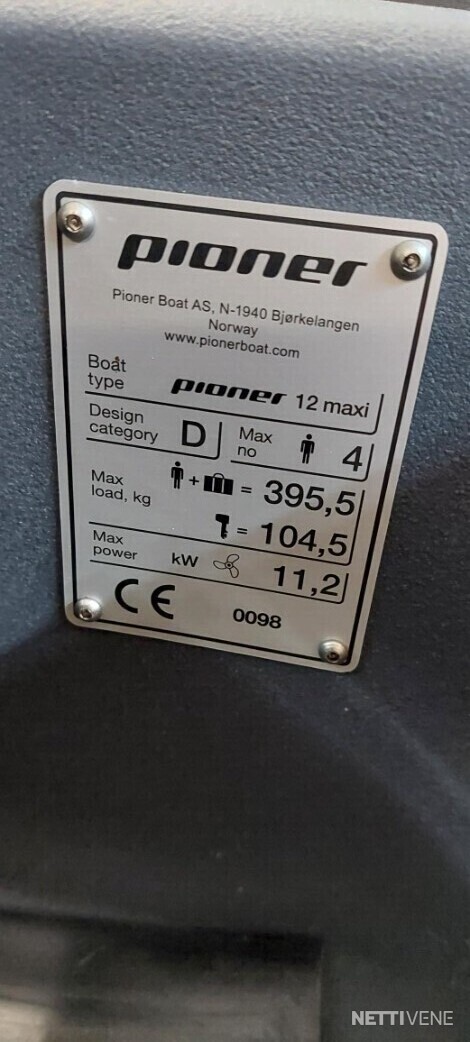 pioner
Pioner Boat AS, N-1940 Bjørkelangen
Norway
www.pionerboat.com
Boat type pioner 12 maxi
Design category D Max no 4
Max load, kg + = 395,5
= 104,5
Max power kW 11,2
CE 0098
NETTIVENE